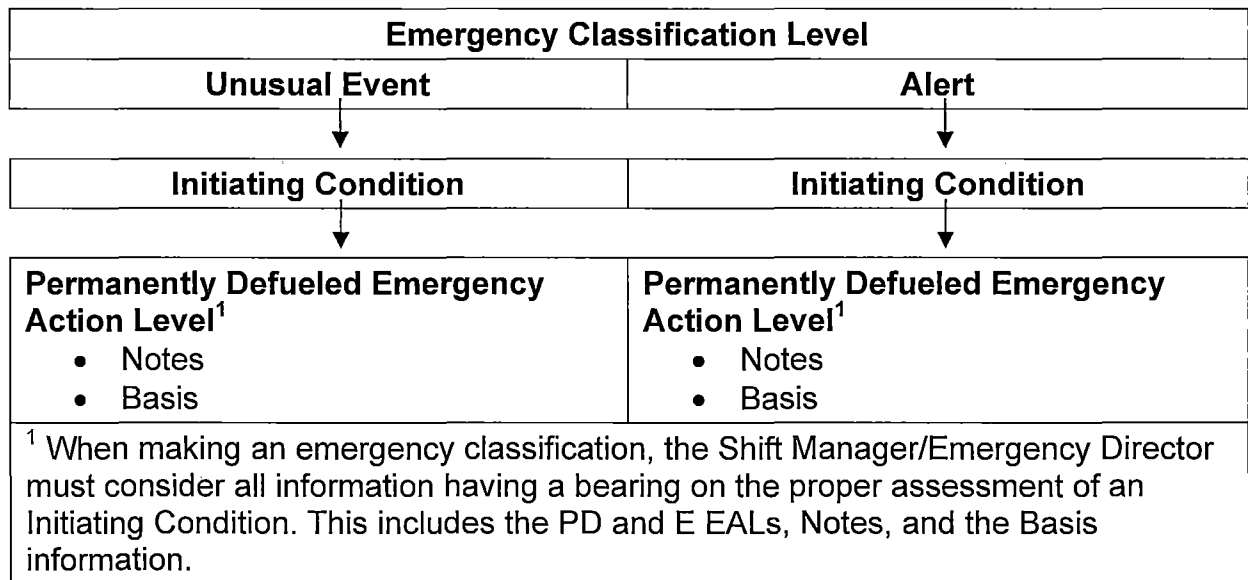 Emergency Classification Level
Unusual Event Alert
Initiating Condition Initiating Condition
Permanently Defueled Emergency
Action Level¹
• Notes
• Basis
Permanently Defueled Emergency
Action Level¹
• Notes
• Basis
¹ When making an emergency classification, the Shift Manager/Emergency Director
must consider all information having a bearing on the proper assessment of an
Initiating Condition. This includes the PD and E EALs, Notes, and the Basis
information.